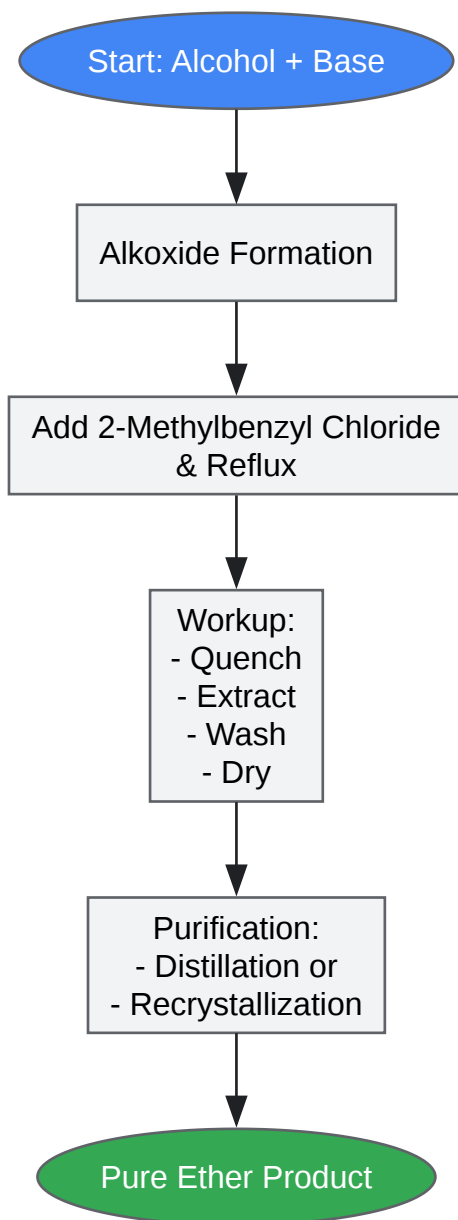 Start: Alcohol + Base
Alkoxide Formation
Add 2-Methylbenzyl Chloride
& Reflux
Workup:
- Quench
- Extract
- Wash
- Dry
Purification:
- Distillation or
- Recrystallization
Pure Ether Product